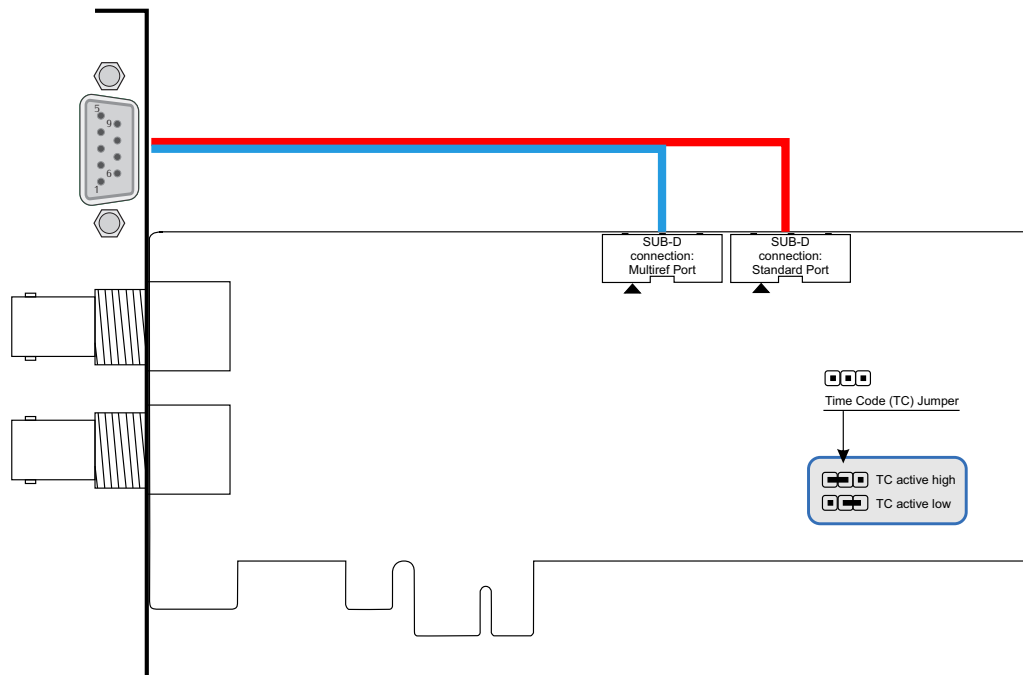 5
9
6
1
SUB-D
connection:
Multiref Port
SUB-D
connection:
Standard Port
Time Code (TC) Jumper
TC active high
TC active low